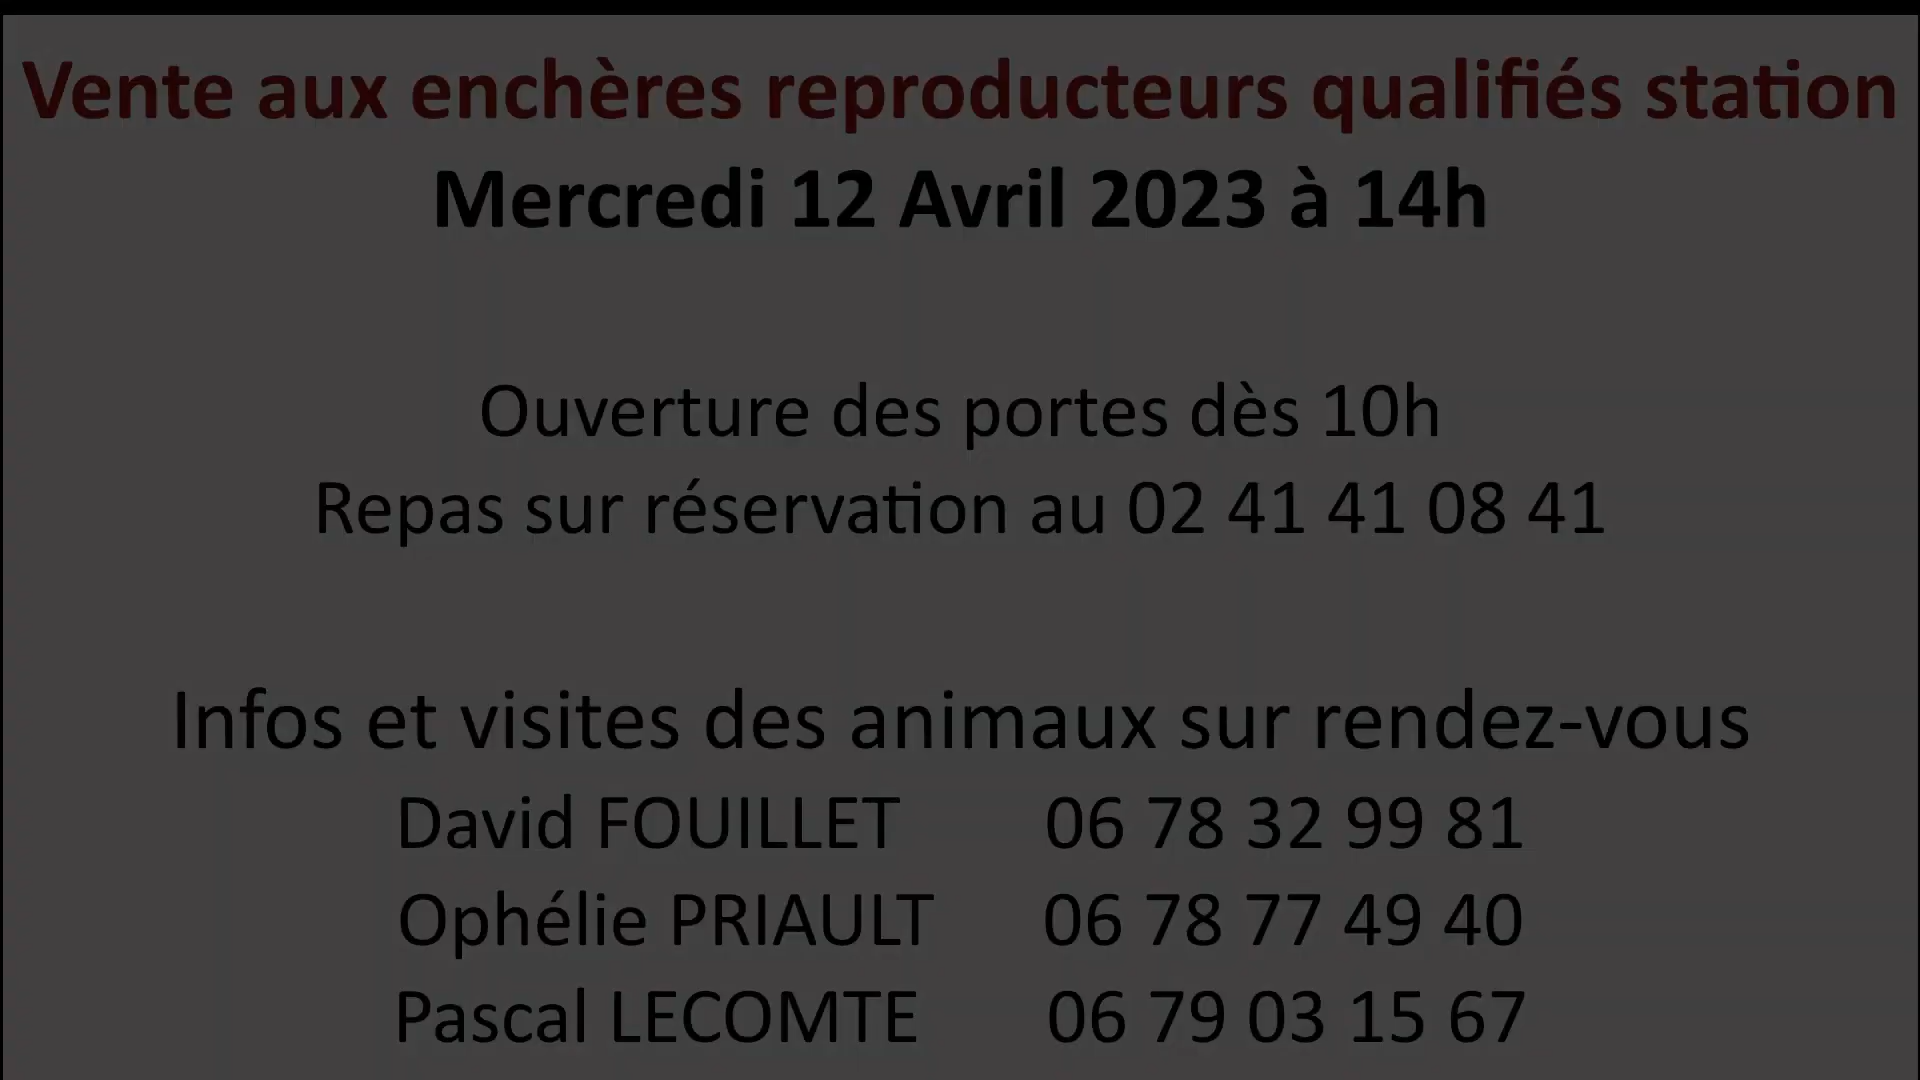 Vente aux enchères reproducteurs qualifiés station
Mercredi 12 Avril 2023 à 14h
Ouverture des portes dès 10h
Repas sur réservation au 02 41 41 08 41
Infos et visites des animaux sur rendez-vous
David FOUILLET 06 78 32 99 81
Ophélie PRIAULT 06 78 77 49 40
Pascal LECOMTE 06 79 03 15 67